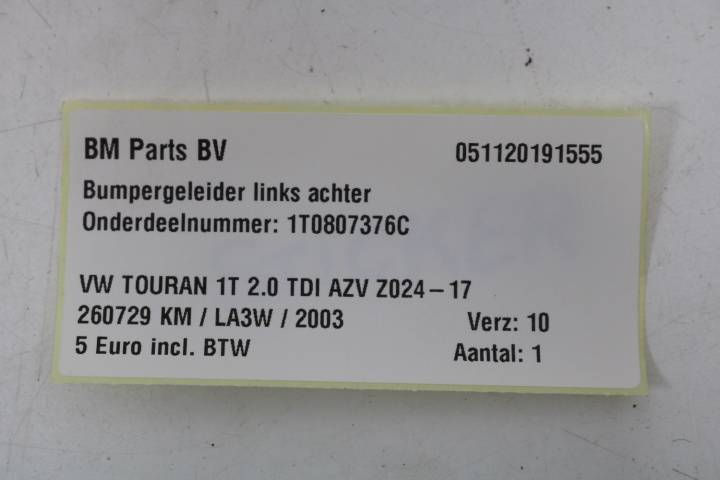 BM Parts BV 051120191555
Bumpergeleider links achter
Onderdeelnummer: 1T0807376C
VW TOURAN 1T 2.0 TDI AZV Z024-17
260729 KM / LA3W / 2003 Verz: 10
5 Euro incl. BTW Aantal: 1